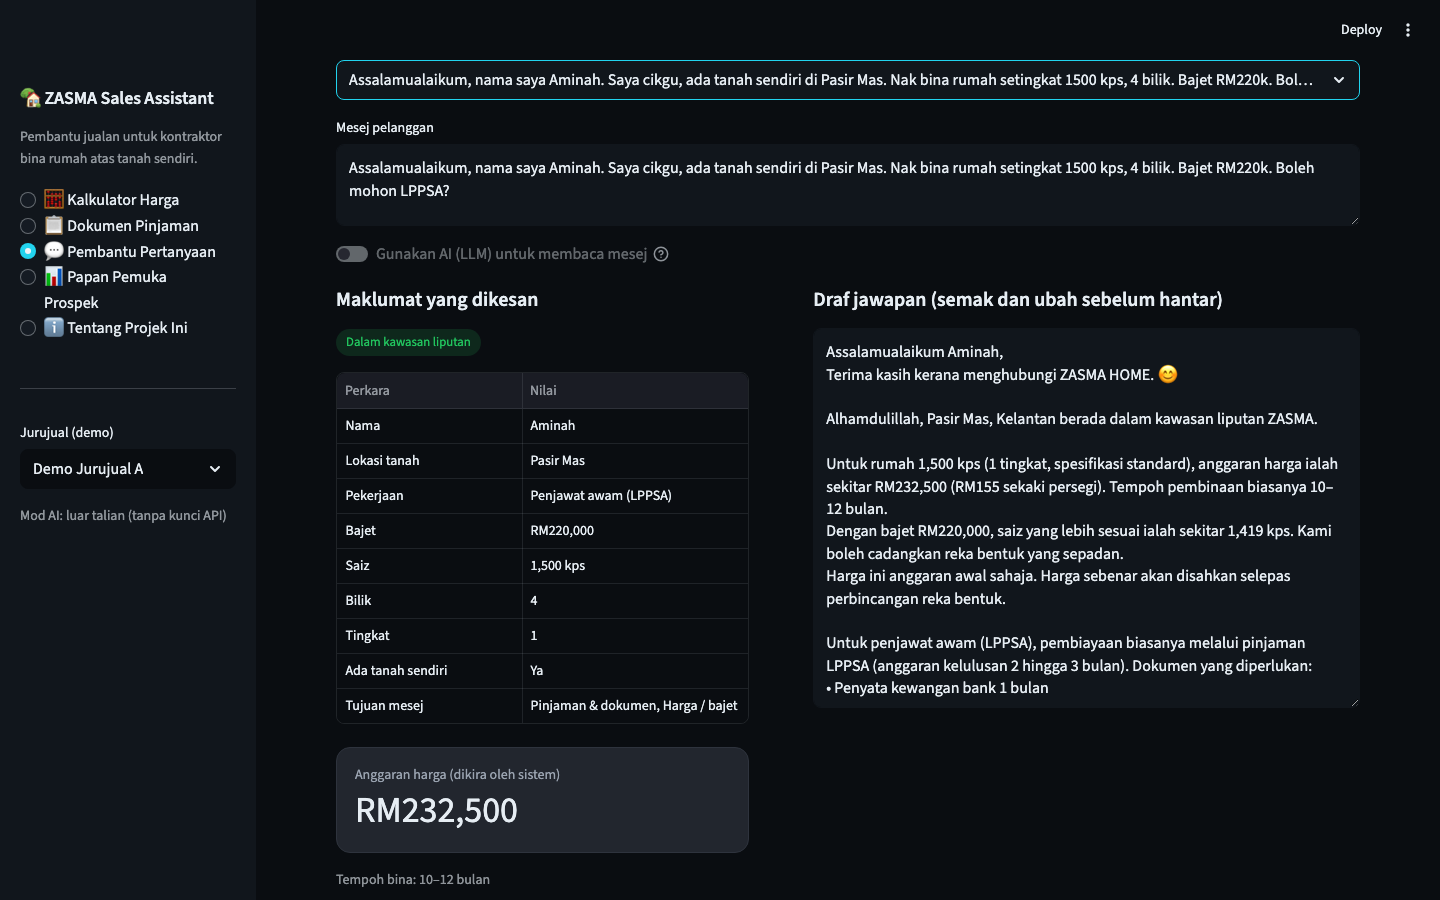 Deploy
🏡 ZASMA Sales Assistant
Pembantu jualan untuk kontraktor
bina rumah atas tanah sendiri.
🧮 Kalkulator Harga
📋 Dokumen Pinjaman
💬 Pembantu Pertanyaan
📊 Papan Pemuka
Prospek
ℹ️ Tentang Projek Ini
Jurujual (demo)
Demo Jurujual A
Mod AI: luar talian (tanpa kunci API)
Assalamualaikum, nama saya Aminah. Saya cikgu, ada tanah sendiri di Pasir Mas. Nak bina rumah setingkat 1500 kps, 4 bilik. Bajet RM220k. Bol...
Mesej pelanggan
Assalamualaikum, nama saya Aminah. Saya cikgu, ada tanah sendiri di Pasir Mas. Nak bina rumah setingkat 1500 kps, 4 bilik. Bajet RM220k. Boleh
mohon LPPSA?
Gunakan AI (LLM) untuk membaca mesej
Maklumat yang dikesan
Dalam kawasan liputan
Perkara Nilai
Nama Aminah
Lokasi tanah Pasir Mas
Pekerjaan Penjawat awam (LPPSA)
Bajet RM220,000
Saiz 1,500 kps
Bilik 4
Tingkat 1
Ada tanah sendiri Ya
Tujuan mesej Pinjaman & dokumen, Harga / bajet
Anggaran harga (dikira oleh sistem)
RM232,500
Tempoh bina: 10–12 bulan
Draf jawapan (semak dan ubah sebelum hantar)
Assalamualaikum Aminah,
Terima kasih kerana menghubungi ZASMA HOME. 😊
Alhamdulillah, Pasir Mas, Kelantan berada dalam kawasan liputan ZASMA.
Untuk rumah 1,500 kps (1 tingkat, spesifikasi standard), anggaran harga ialah
sekitar RM232,500 (RM155 sekaki persegi). Tempoh pembinaan biasanya 10–
12 bulan.
Dengan bajet RM220,000, saiz yang lebih sesuai ialah sekitar 1,419 kps. Kami
boleh cadangkan reka bentuk yang sepadan.
Harga ini anggaran awal sahaja. Harga sebenar akan disahkan selepas
perbincangan reka bentuk.
Untuk penjawat awam (LPPSA), pembiayaan biasanya melalui pinjaman
LPPSA (anggaran kelulusan 2 hingga 3 bulan). Dokumen yang diperlukan:
• Penyata kewangan bank 1 bulan